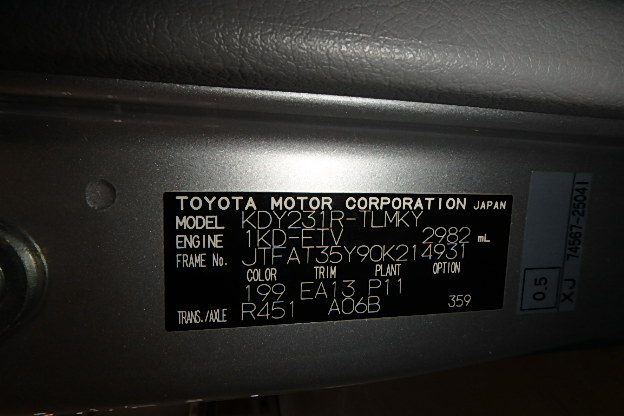 TOYOTA MOTOR CORPORATION JAPAN
MODEL KDY231R-TLMKY
ENGINE 1KD-FTV 2982 mL
FRAME No. JTFAT35Y90K214931
COLOR TRIM PLANT OPTION
199 EA13 P11
TRANS./AXLE R451 A06B 359
0.5
XJ 74567-25041